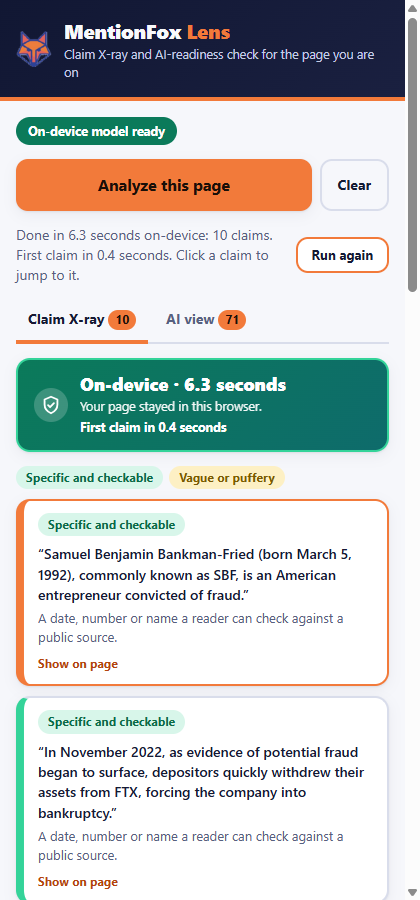 MentionFox Lens
Claim X-ray and AI-readiness check for the page you are
on
On-device model ready
Analyze this page
Clear
Done in 6.3 seconds on-device: 10 claims.
First claim in 0.4 seconds. Click a claim to
jump to it.
Run again
Claim X-ray 10
AI view 71
On-device · 6.3 seconds
Your page stayed in this browser.
First claim in 0.4 seconds
Specific and checkable
Vague or puffery
Specific and checkable
“Samuel Benjamin Bankman-Fried (born March 5,
1992), commonly known as SBF, is an American
entrepreneur convicted of fraud.”
A date, number or name a reader can check against a
public source.
Show on page
Specific and checkable
“In November 2022, as evidence of potential fraud
began to surface, depositors quickly withdrew their
assets from FTX, forcing the company into
bankruptcy.”
A date, number or name a reader can check against a
public source.
Show on page